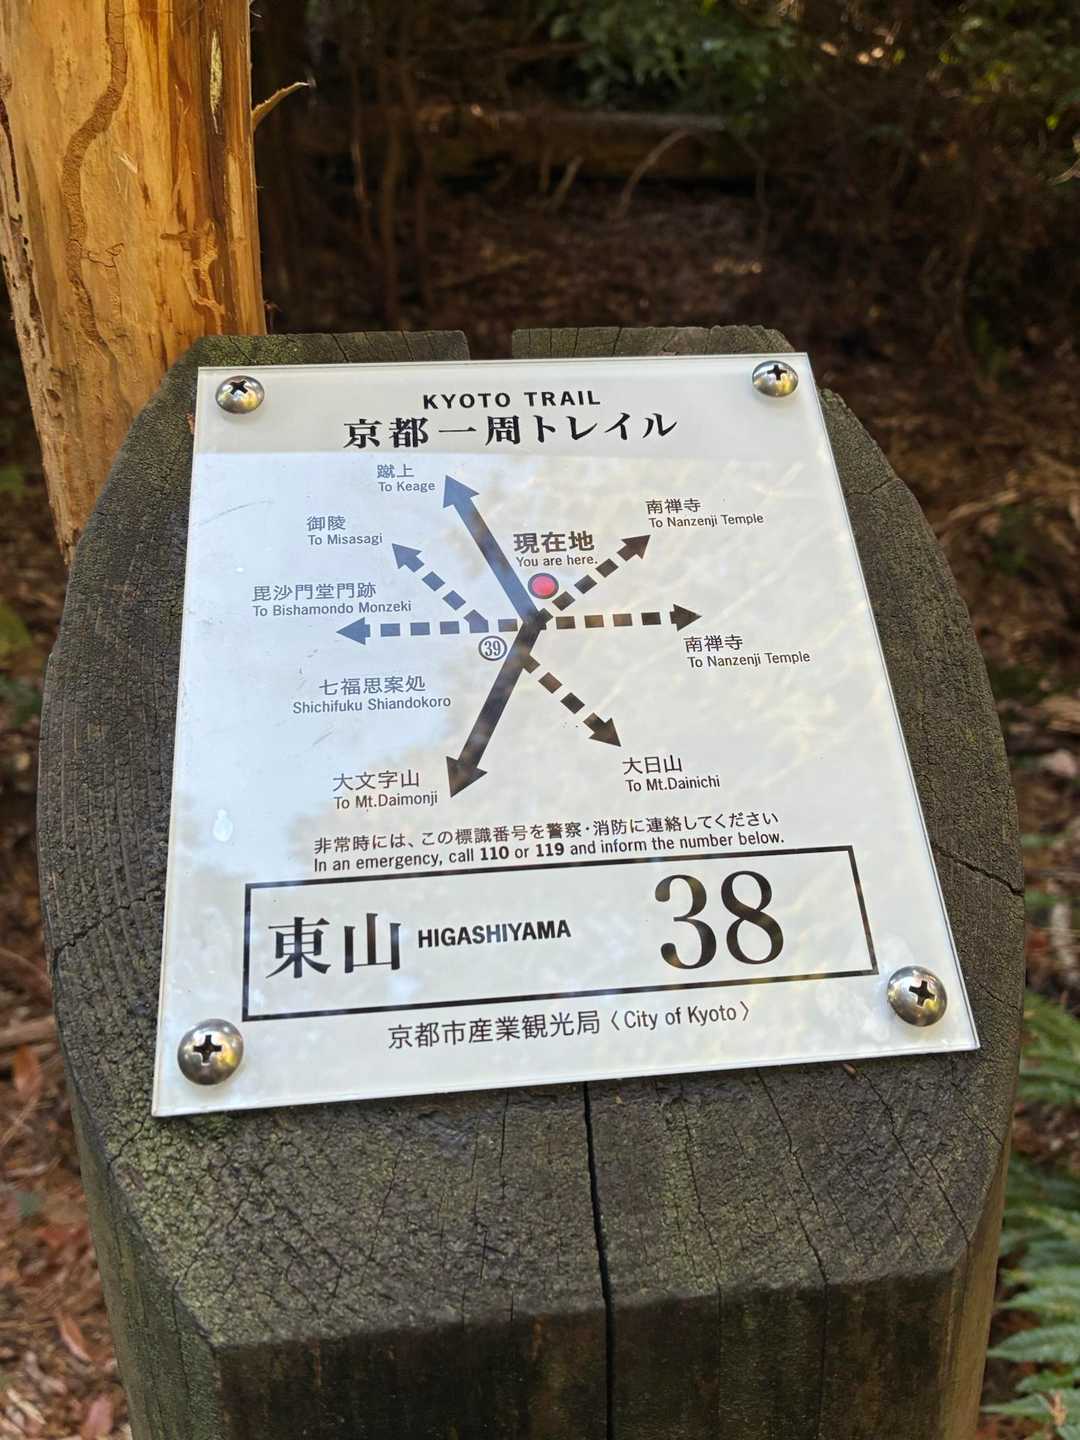 KYOTO TRAIL
京都一周トレイル
蹴上
To Keage
南禅寺
To Nanzenji Temple
御陵
To Misasagi
現在地
You are here.
毘沙門堂門跡
To Bishamondo Monzeki
39
南禅寺
To Nanzenji Temple
七福思案処
Shichifuku Shiandokoro
大文字山
To Mt.Daimonji
大日山
To Mt.Dainichi
非常時には、この標識番号を警察・消防に連絡してください
In an emergency, call 110 or 119 and inform the number below.
東山 HIGASHIYAMA 38
京都市産業観光局〈City of Kyoto〉